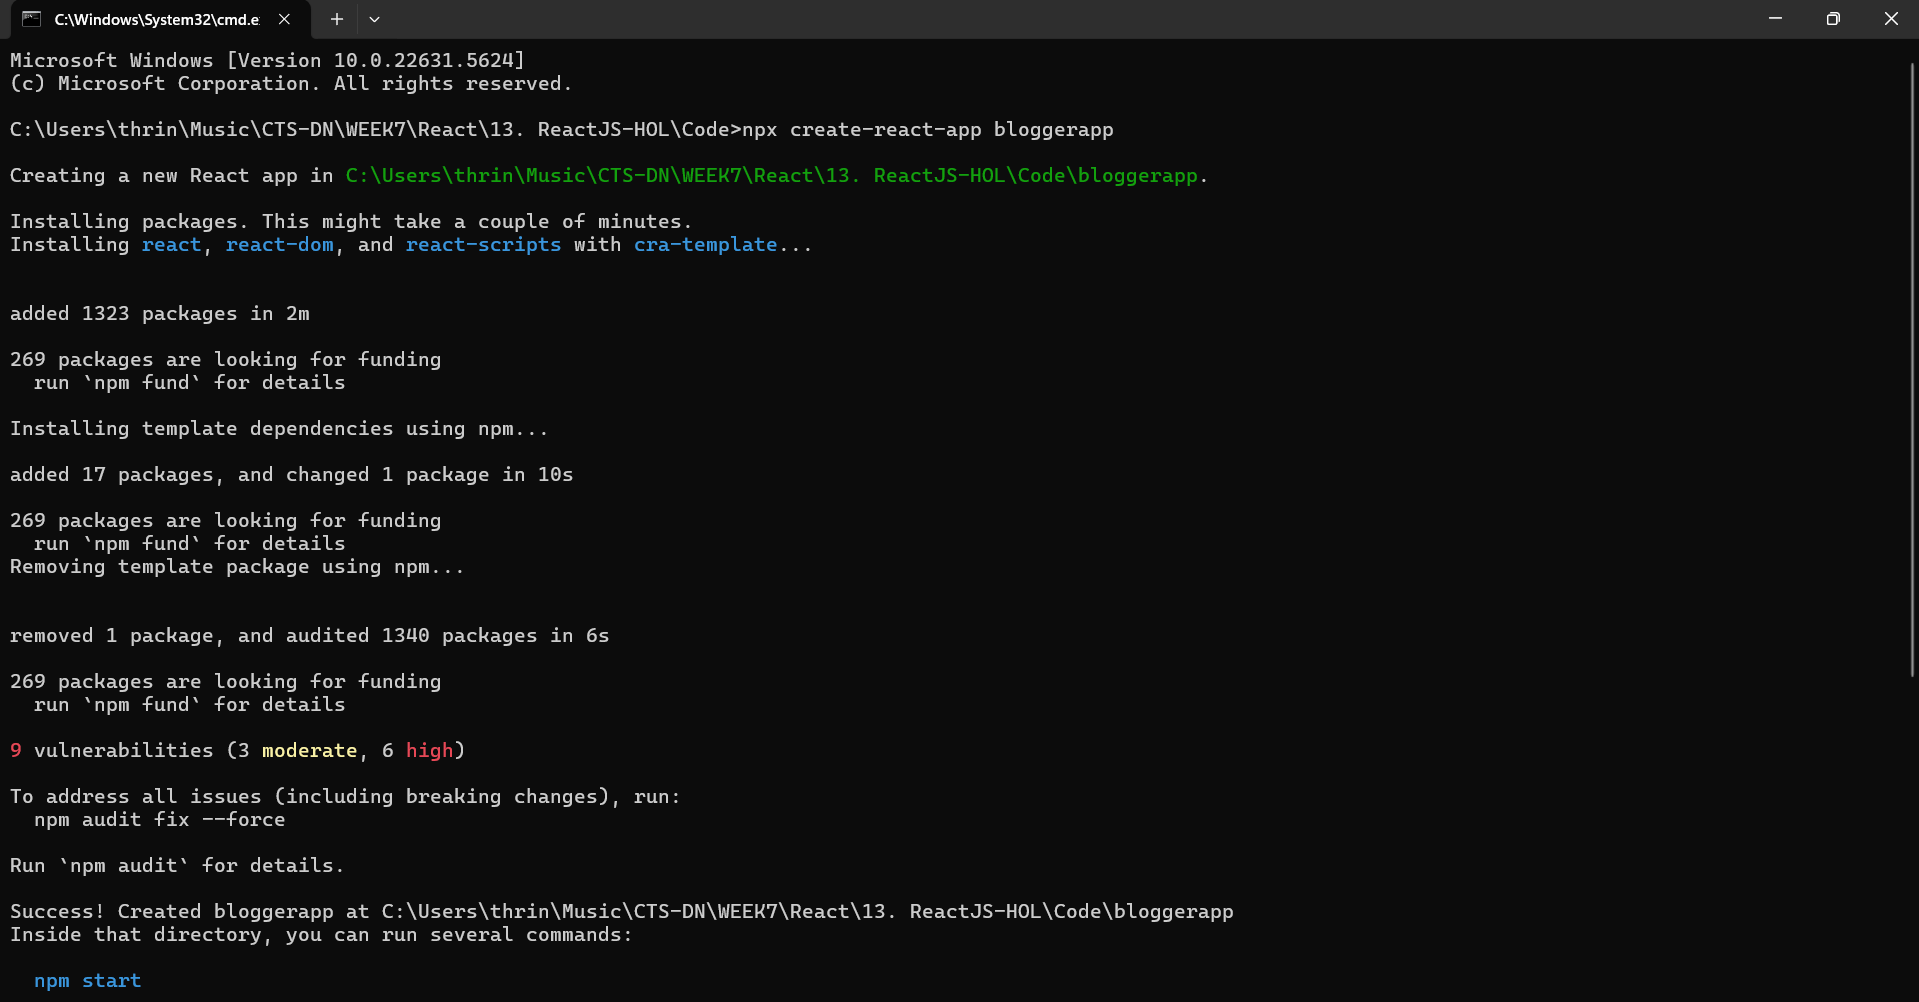 C:\Windows\System32\cmd.e
Microsoft Windows [Version 10.0.22631.5624]
(c) Microsoft Corporation. All rights reserved.
C:\Users\thrin\Music\CTS-DN\WEEK7\React\13. ReactJS-HOL\Code>npx create-react-app bloggerapp
Creating a new React app in C:\Users\thrin\Music\CTS-DN\WEEK7\React\13. ReactJS-HOL\Code\bloggerapp.
Installing packages. This might take a couple of minutes.
Installing react, react-dom, and react-scripts with cra-template...
added 1323 packages in 2m
269 packages are looking for funding
  run `npm fund` for details
Installing template dependencies using npm...
added 17 packages, and changed 1 package in 10s
269 packages are looking for funding
  run `npm fund` for details
Removing template package using npm...
removed 1 package, and audited 1340 packages in 6s
269 packages are looking for funding
  run `npm fund` for details
9 vulnerabilities (3 moderate, 6 high)
To address all issues (including breaking changes), run:
  npm audit fix --force
Run `npm audit` for details.
Success! Created bloggerapp at C:\Users\thrin\Music\CTS-DN\WEEK7\React\13. ReactJS-HOL\Code\bloggerapp
Inside that directory, you can run several commands:
  npm start